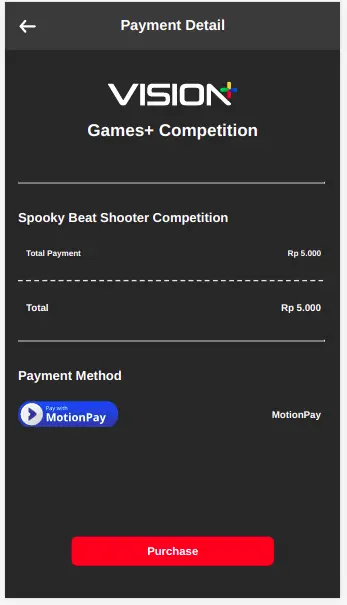 Payment Detail
VISION+
Games+ Competition
Spooky Beat Shooter Competition
Total Payment Rp 5.000
Total Rp 5.000
Payment Method
Pay with
MotionPay MotionPay
Purchase